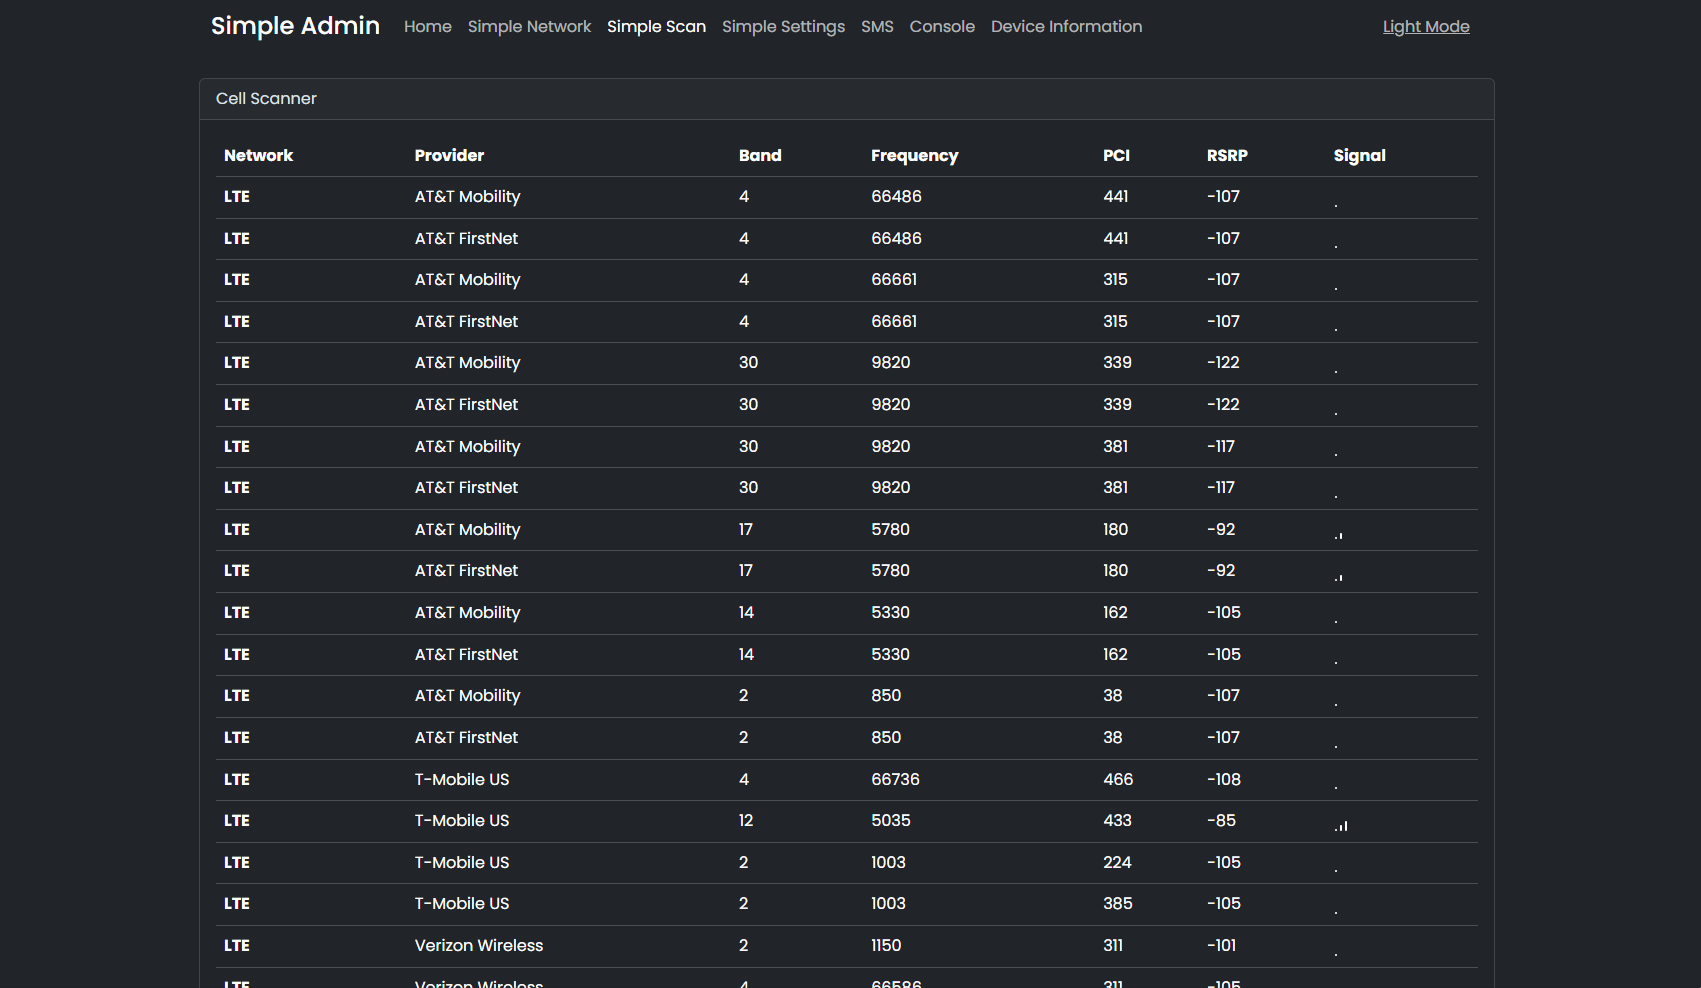 Simple Admin Home Simple Network Simple Scan Simple Settings SMS Console Device Information Light Mode
Cell Scanner
Network Provider Band Frequency PCI RSRP Signal
LTE AT&T Mobility 4 66486 441 -107
LTE AT&T FirstNet 4 66486 441 -107
LTE AT&T Mobility 4 66661 315 -107
LTE AT&T FirstNet 4 66661 315 -107
LTE AT&T Mobility 30 9820 339 -122
LTE AT&T FirstNet 30 9820 339 -122
LTE AT&T Mobility 30 9820 381 -117
LTE AT&T FirstNet 30 9820 381 -117
LTE AT&T Mobility 17 5780 180 -92
LTE AT&T FirstNet 17 5780 180 -92
LTE AT&T Mobility 14 5330 162 -105
LTE AT&T FirstNet 14 5330 162 -105
LTE AT&T Mobility 2 850 38 -107
LTE AT&T FirstNet 2 850 38 -107
LTE T-Mobile US 4 66736 466 -108
LTE T-Mobile US 12 5035 433 -85
LTE T-Mobile US 2 1003 224 -105
LTE T-Mobile US 2 1003 385 -105
LTE Verizon Wireless 2 1150 311 -101
LTE Verizon Wireless 4 66586 311 -105